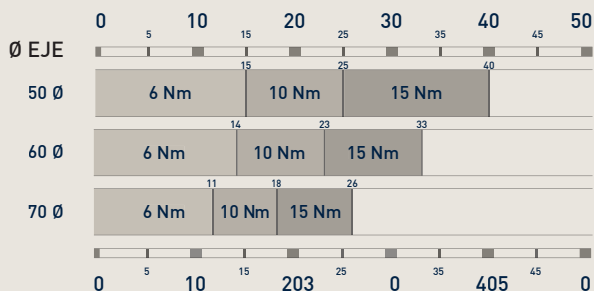 0 10 20 30 40 50
5 15 25 35 45
Ø EJE
15 25 40
50 Ø 6 Nm 10 Nm 15 Nm
14 23 33
60 Ø 6 Nm 10 Nm 15 Nm
11 18 26
70 Ø 6 Nm 10 Nm 15 Nm
5 15 25 35 45
0 10 203 0 405 0